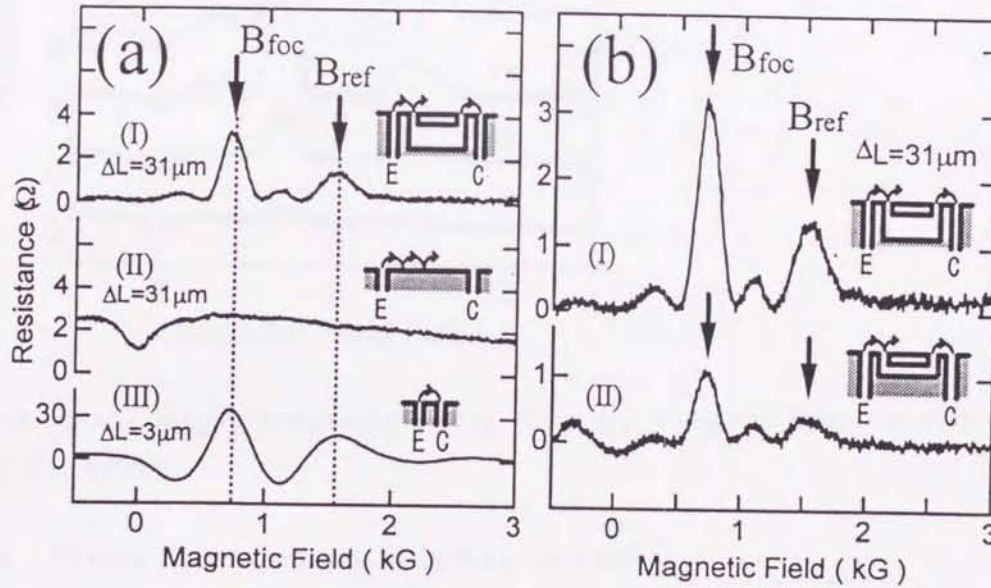 (a)
Bfoc
Bref
(I)
ΔL=31μm
E C
(II)
ΔL=31μm
E C
(III)
ΔL=3μm
E C
4
2
0
4
2
0
30
0
Resistance (Ω)
0 1 2 3
Magnetic Field ( kG )
(b)
Bfoc
Bref
ΔL=31μm
(I)
E C
(II)
E C
3
2
1
0
1
0
0 1 2 3
Magnetic Field ( kG )